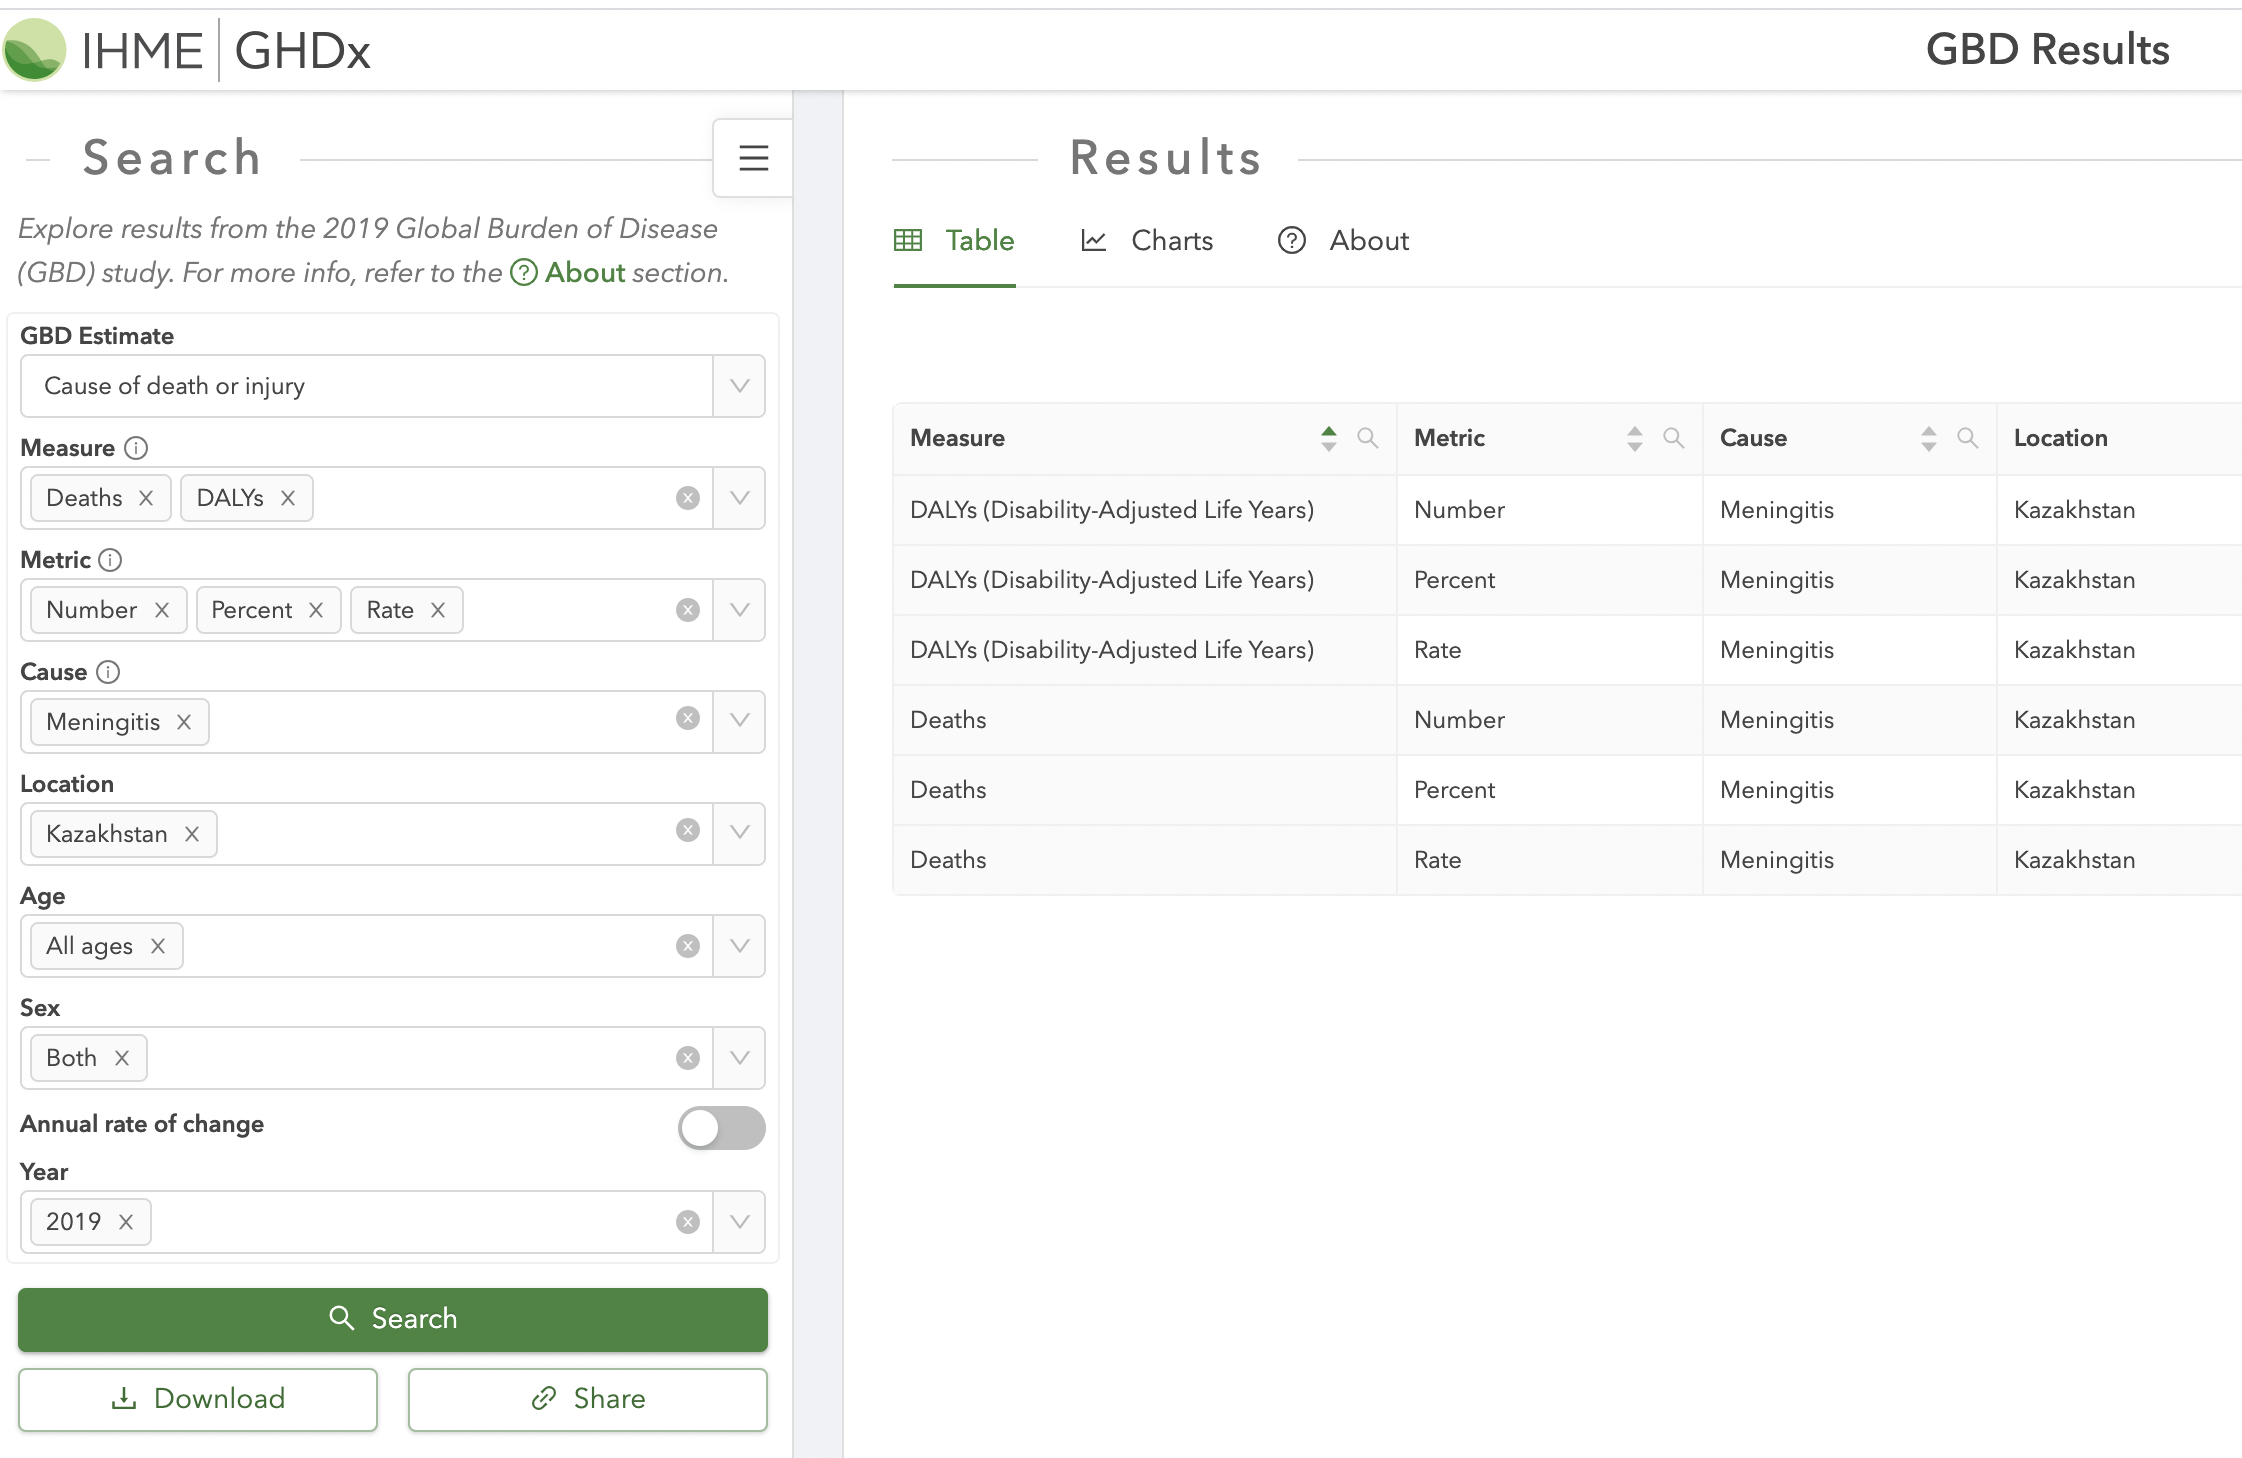 IHME | GHDx
GBD Results
Search
Explore results from the 2019 Global Burden of Disease
(GBD) study. For more info, refer to the About section.
GBD Estimate
Cause of death or injury
Measure
Deaths
DALYs
Metric
Number
Percent
Rate
Cause
Meningitis
Location
Kazakhstan
Age
All ages
Sex
Both
Annual rate of change
Year
2019
Search
Download
Share
Results
Table
Charts
About
Measure Metric Cause Location
DALYs (Disability-Adjusted Life Years) Number Meningitis Kazakhstan
DALYs (Disability-Adjusted Life Years) Percent Meningitis Kazakhstan
DALYs (Disability-Adjusted Life Years) Rate Meningitis Kazakhstan
Deaths Number Meningitis Kazakhstan
Deaths Percent Meningitis Kazakhstan
Deaths Rate Meningitis Kazakhstan